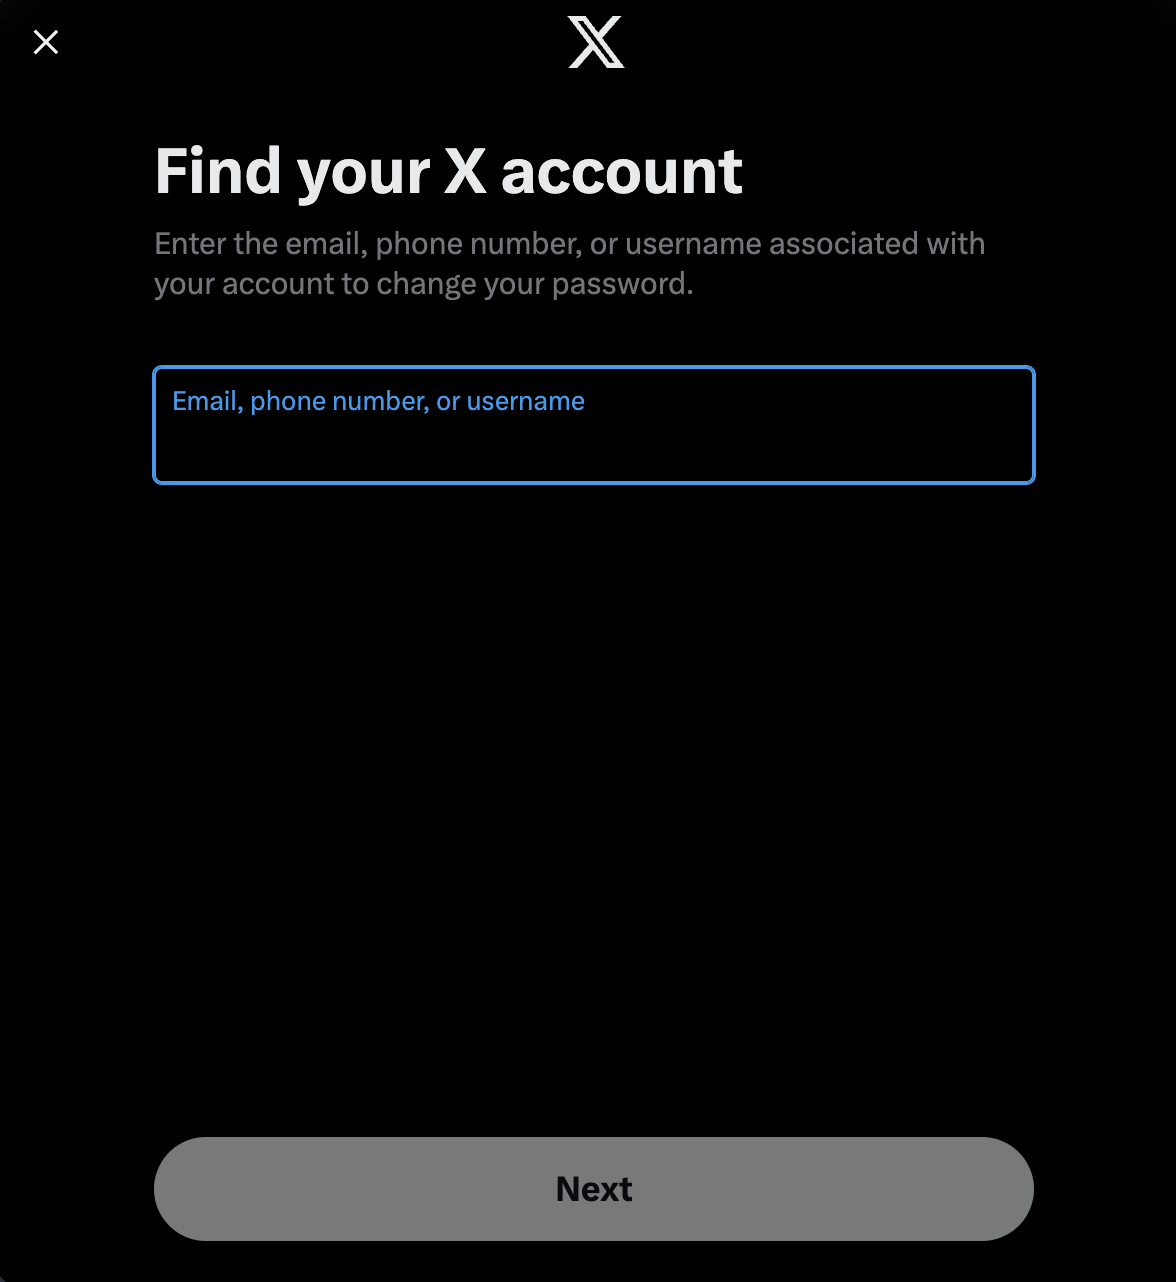 Find your X account
Enter the email, phone number, or username associated with
your account to change your password.
Email, phone number, or username
Next